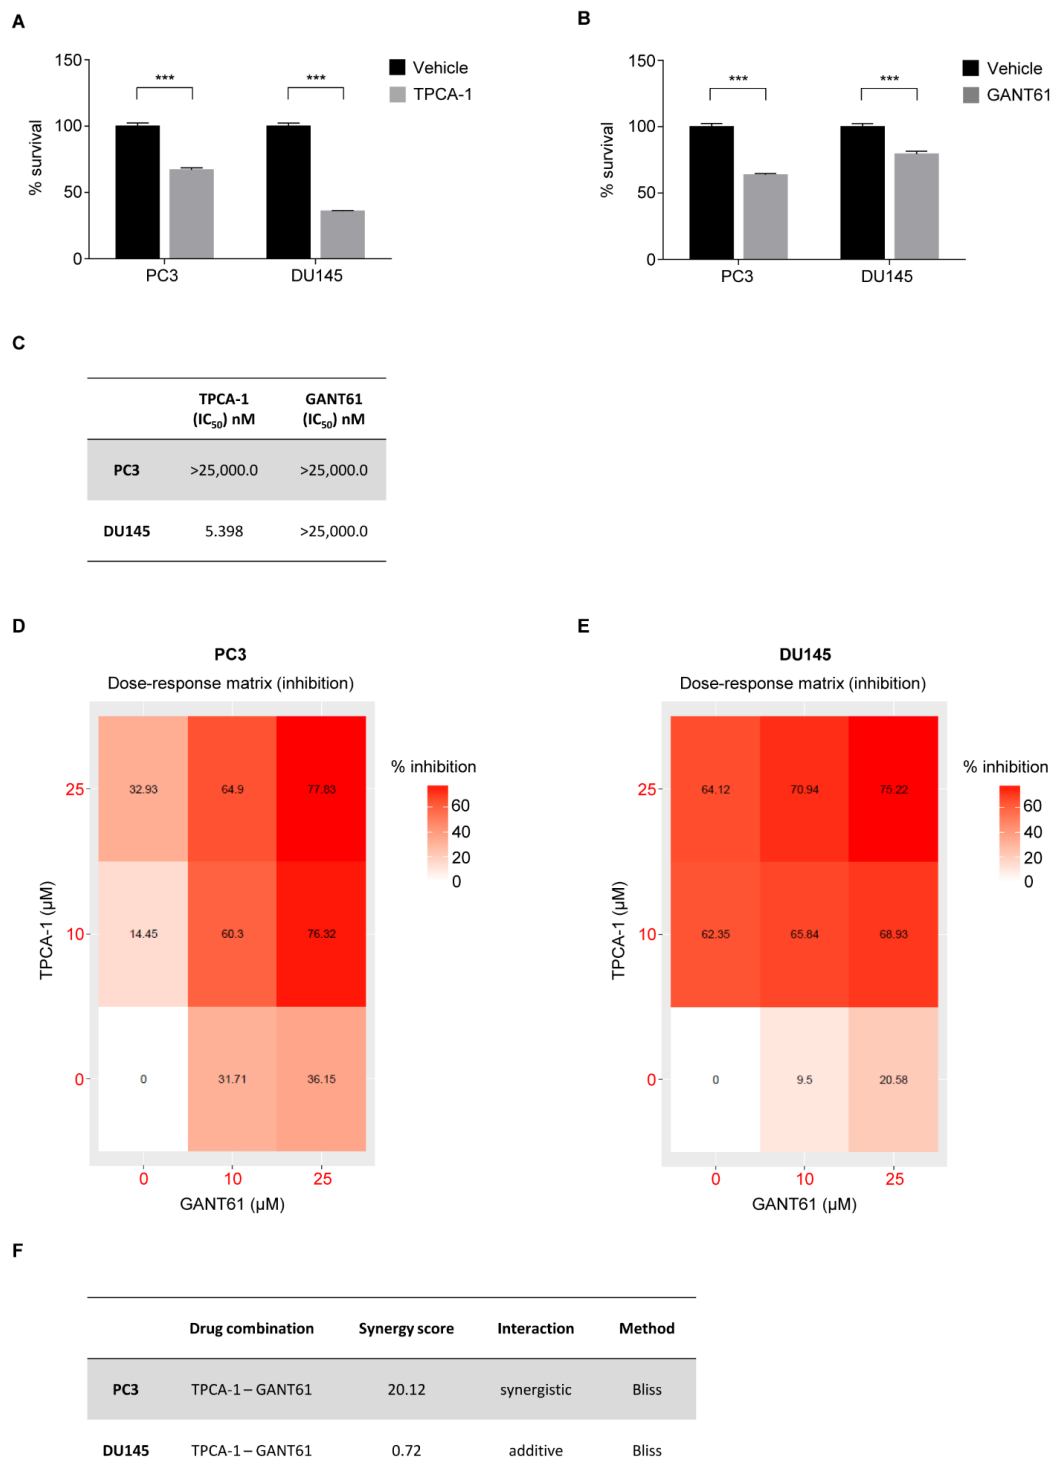 A
150
100
50
0
% survival
***
***
Vehicle
TPCA-1
PC3
DU145
B
150
100
50
0
% survival
***
***
Vehicle
GANT61
PC3
DU145
C
TPCA-1 (IC50) nM
GANT61 (IC50) nM
PC3 >25,000.0 >25,000.0
DU145 5.398 >25,000.0
D
PC3
Dose-response matrix (inhibition)
TPCA-1 (µM)
25 32.93 64.9 77.83
10 14.45 60.3 76.32
0 0 31.71 36.15
0 10 25
GANT61 (µM)
% inhibition
60
40
20
0
E
DU145
Dose-response matrix (inhibition)
TPCA-1 (µM)
25 64.12 70.94 75.22
10 62.35 65.84 68.93
0 0 9.5 20.58
0 10 25
GANT61 (µM)
% inhibition
60
40
20
0
F
Drug combination Synergy score Interaction Method
PC3 TPCA-1 – GANT61 20.12 synergistic Bliss
DU145 TPCA-1 – GANT61 0.72 additive Bliss